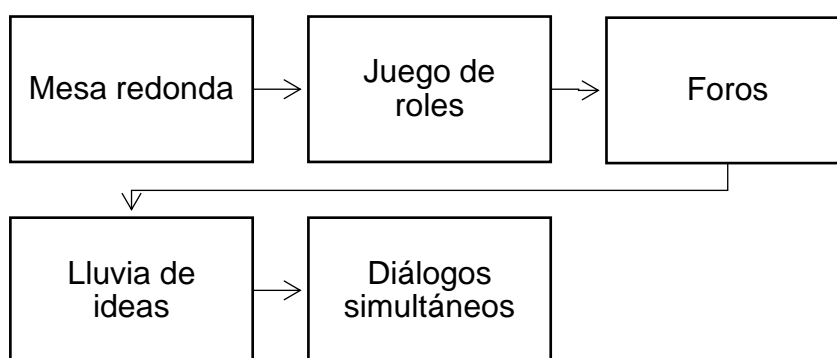 Mesa redonda
Juego de
roles
Foros
Lluvia de
ideas
Diálogos
simultáneos